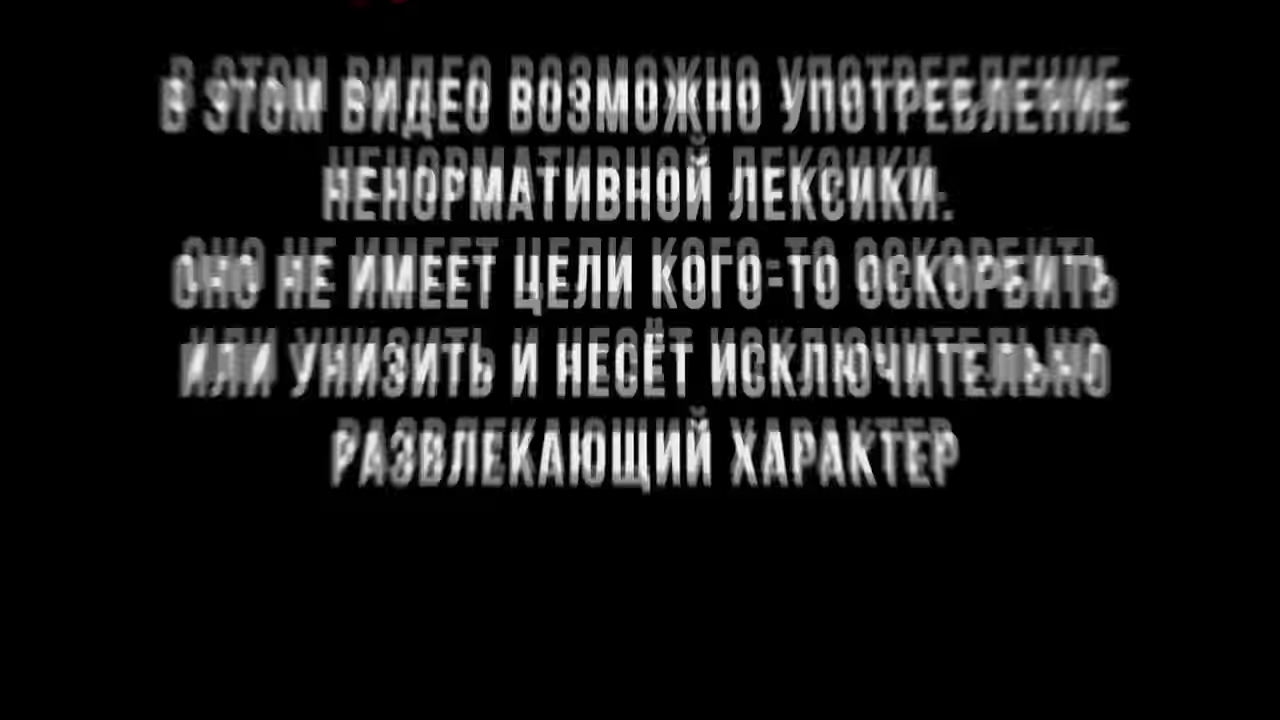 В ЭТОМ ВИДЕО ВОЗМОЖНО УПОТРЕБЛЕНИЕ
НЕНОРМАТИВНОЙ ЛЕКСИКИ.
ОНО НЕ ИМЕЕТ ЦЕЛИ КОГО-ТО ОСКОРБИТЬ
ИЛИ УНИЗИТЬ И НЕСЁТ ИСКЛЮЧИТЕЛЬНО
РАЗВЛЕКАЮЩИЙ ХАРАКТЕР